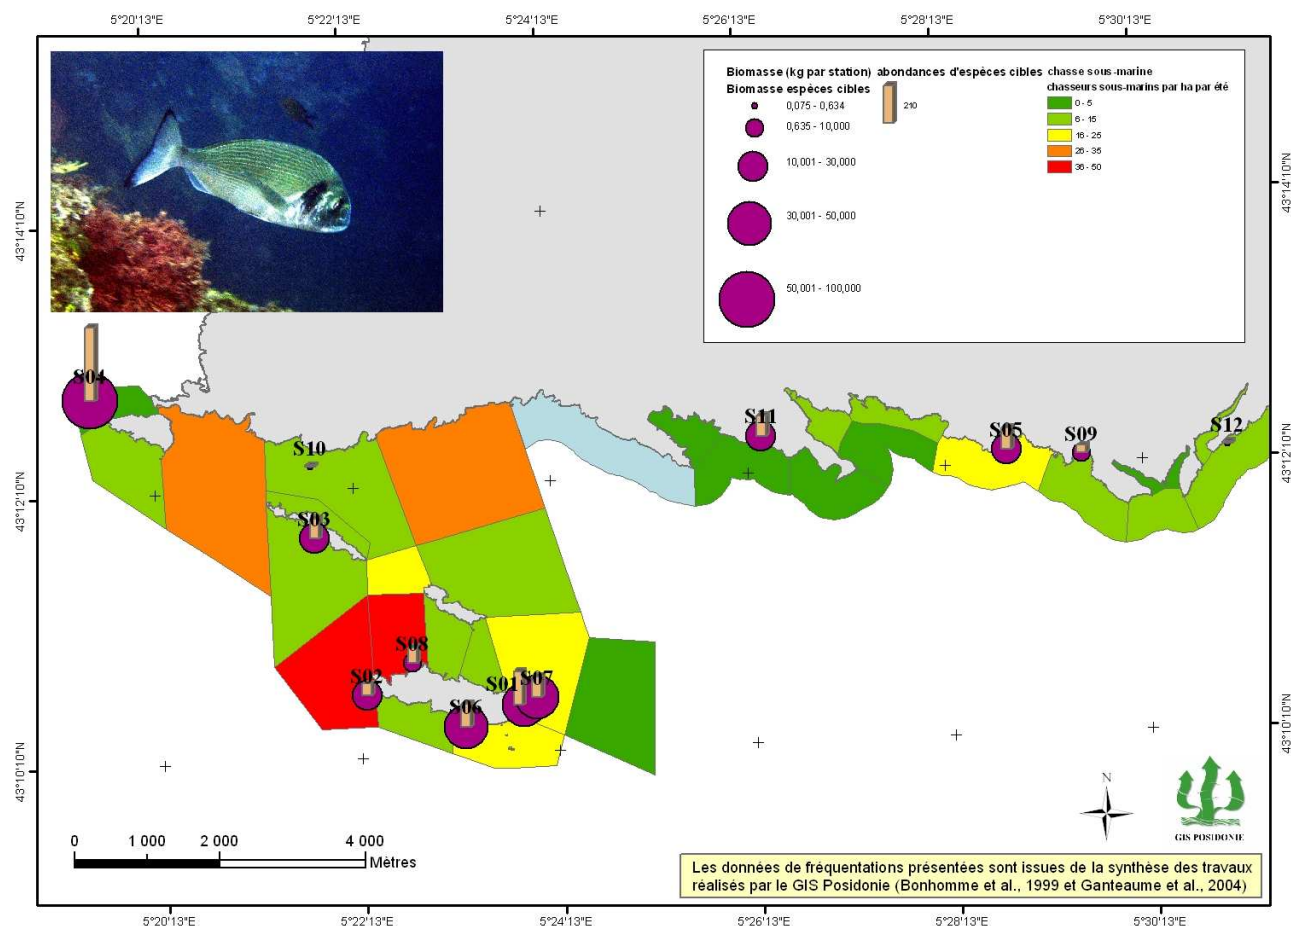 5°20'13"E 5°22'13"E 5°24'13"E 5°26'13"E 5°28'13"E 5°30'13"E
Biomasse (kg par station) abondances d'espèces cibles chasse sous-marine
Biomasse espèces cibles
chasseurs sous-marins par ha par été
0,075 - 0,634
210
0 - 5
0,635 - 10,000
6 - 15
16 - 25
26 - 35
10,001 - 30,000
36 - 50
30,001 - 50,000
50,001 - 100,000
43°14'10"N
43°14'10"N
S04
S11
S05
S09
S12
S10
43°12'10"N
43°12'10"N
S03
S08
S02
S01
S07
S06
43°10'10"N
43°10'10"N
N
GIS POSIDONIE
0 1 000 2 000 4 000
Mètres
Les données de fréquentations présentées sont issues de la synthèse des travaux
réalisés par le GIS Posidonie (Bonhomme et al., 1999 et Ganteaume et al., 2004)
5°20'13"E 5°22'13"E 5°24'13"E 5°26'13"E 5°28'13"E 5°30'13"E